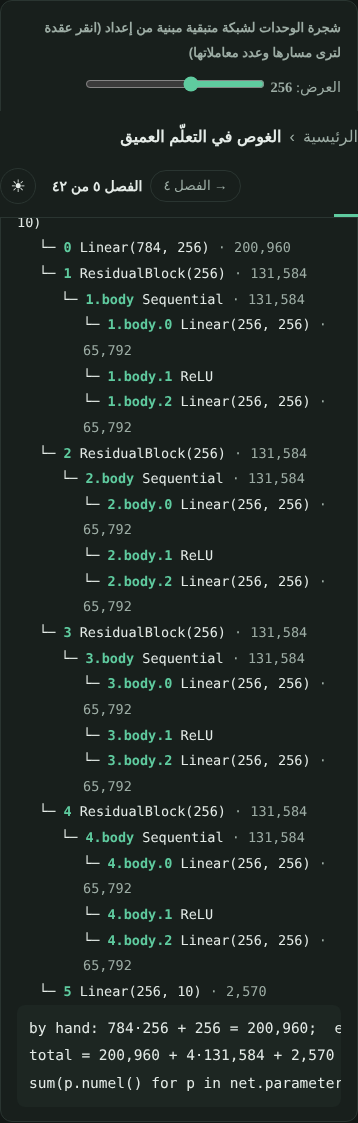 شجرة الوحدات لشبكة متبقية مبنية من إعداد (انقر عقدة
لترى مسارها وعدد معاملاتها)
العرض: 256
الرئيسية › الغوص في التعلّم العميق
→ الفصل ٤ الفصل ٥ من ٤٢ ☀
10)
└─ 0 Linear(784, 256) · 200,960
└─ 1 ResidualBlock(256) · 131,584
└─ 1.body Sequential · 131,584
└─ 1.body.0 Linear(256, 256) ·
65,792
└─ 1.body.1 ReLU
└─ 1.body.2 Linear(256, 256) ·
65,792
└─ 2 ResidualBlock(256) · 131,584
└─ 2.body Sequential · 131,584
└─ 2.body.0 Linear(256, 256) ·
65,792
└─ 2.body.1 ReLU
└─ 2.body.2 Linear(256, 256) ·
65,792
└─ 3 ResidualBlock(256) · 131,584
└─ 3.body Sequential · 131,584
└─ 3.body.0 Linear(256, 256) ·
65,792
└─ 3.body.1 ReLU
└─ 3.body.2 Linear(256, 256) ·
65,792
└─ 4 ResidualBlock(256) · 131,584
└─ 4.body Sequential · 131,584
└─ 4.body.0 Linear(256, 256) ·
65,792
└─ 4.body.1 ReLU
└─ 4.body.2 Linear(256, 256) ·
65,792
└─ 5 Linear(256, 10) · 2,570
by hand: 784·256 + 256 = 200,960;
total = 200,960 + 4·131,584 + 2,570
sum(p.numel() for p in net.parameter